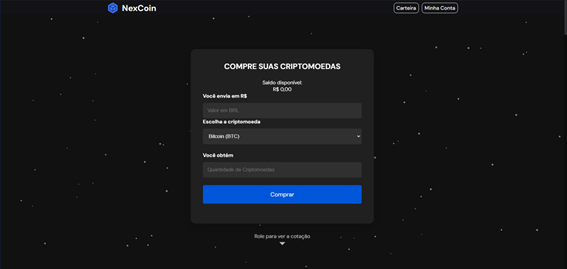 NexCoin
Carteira
Minha Conta
COMPRE SUAS CRIPTOMOEDAS
Saldo disponível:
R$ 0,00
Você envia em R$
Valor em BRL
Escolha a criptomoeda
Bitcoin (BTC)
Você obtém
Quantidade de Criptomoedas
Comprar
Role para ver a cotação